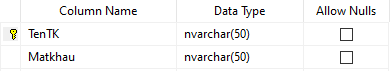 Column Name Data Type Allow Nulls
TenTK nvarchar(50)
Matkhau nvarchar(50)